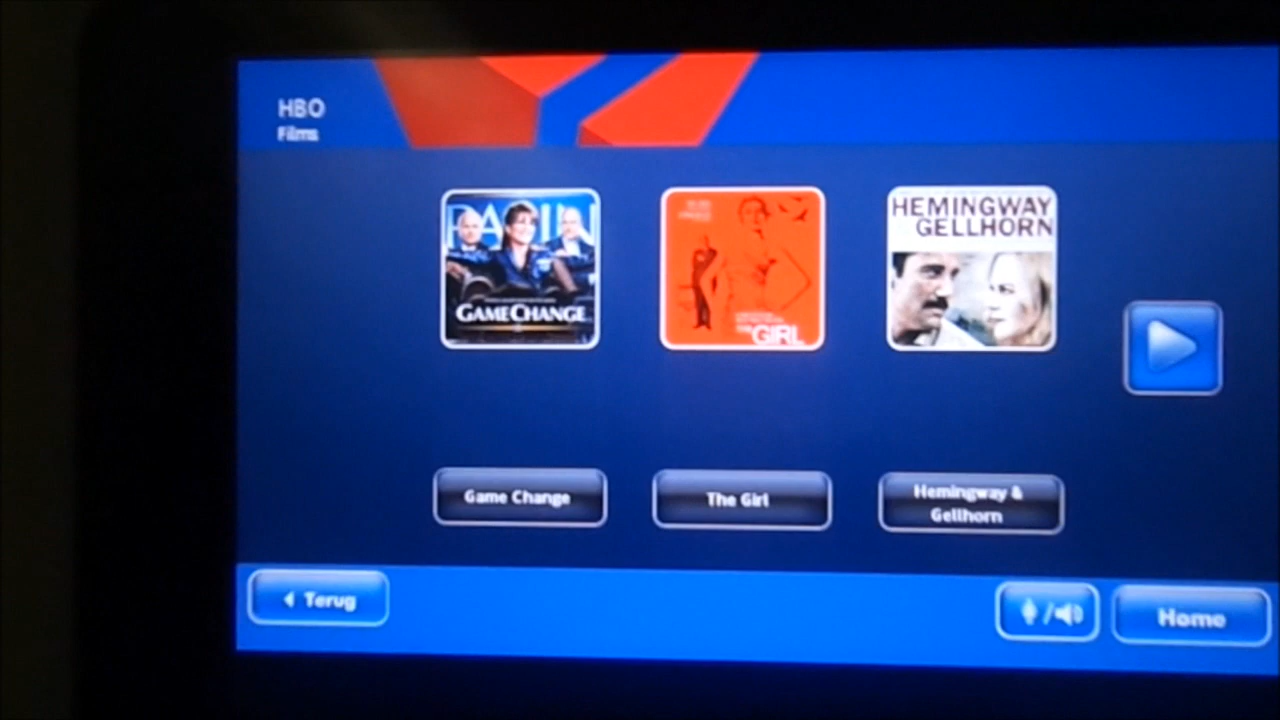 HBO
Films
PALIN
GAME CHANGE
THE GIRL
HEMINGWAY
GELLHORN
Game Change
The Girl
Hemingway &
Gellhorn
Terug
/
Home